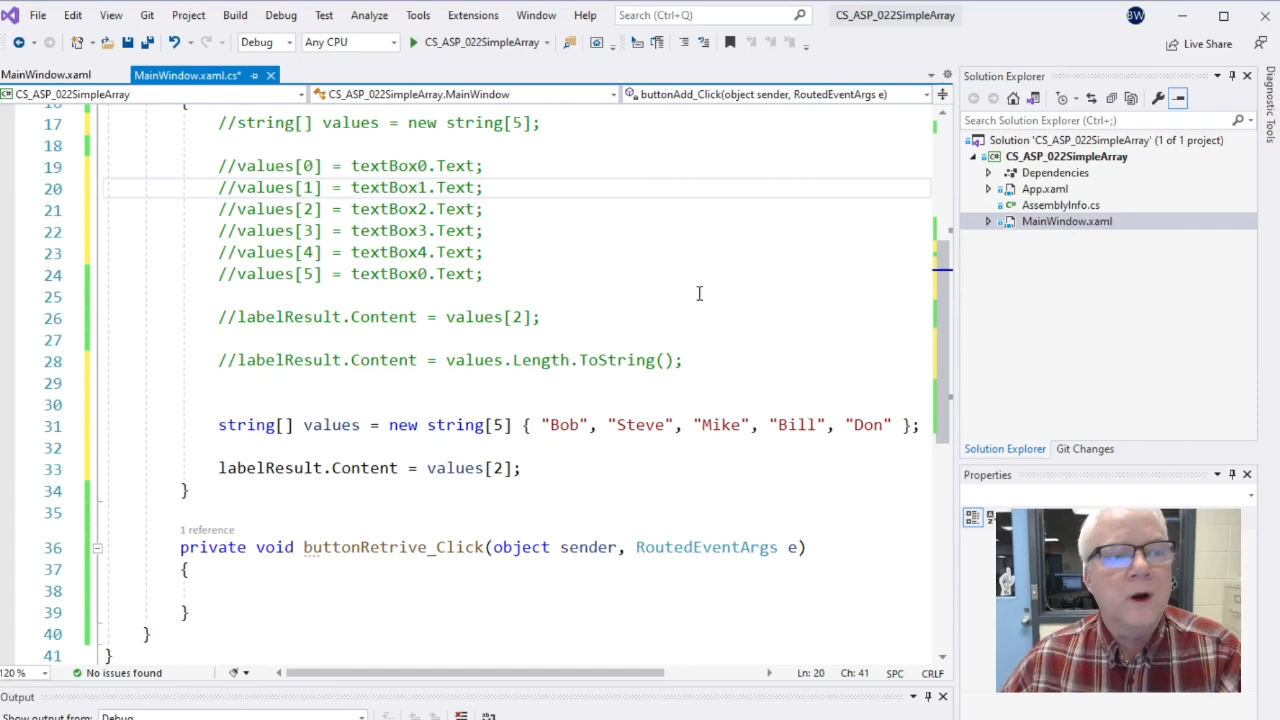 File Edit View Git Project Build Debug Test Analyze Tools Extensions Window Help Search (Ctrl+Q) CS_ASP_022SimpleArray BW
Debug Any CPU CS_ASP_022SimpleArray Live Share
MainWindow.xaml MainWindow.xaml.cs*
CS_ASP_022SimpleArray CS_ASP_022SimpleArray.MainWindow buttonAdd_Click(object sender, RoutedEventArgs e)
16 {
17 //string[] values = new string[5];
18
19 //values[0] = textBox0.Text;
20 //values[1] = textBox1.Text;
21 //values[2] = textBox2.Text;
22 //values[3] = textBox3.Text;
23 //values[4] = textBox4.Text;
24 //values[5] = textBox0.Text;
25
26 //labelResult.Content = values[2];
27
28 //labelResult.Content = values.Length.ToString();
29
30
31 string[] values = new string[5] { "Bob", "Steve", "Mike", "Bill", "Don" };
32
33 labelResult.Content = values[2];
34 }
35
1 reference
36 private void buttonRetrive_Click(object sender, RoutedEventArgs e)
37 {
38
39 }
40 }
41 }
120 % No issues found Ln: 20 Ch: 41 SPC CRLF
Output
Show output from: Debug
Solution Explorer
Search Solution Explorer (Ctrl+;)
Solution 'CS_ASP_022SimpleArray' (1 of 1 project)
CS_ASP_022SimpleArray
Dependencies
App.xaml
AssemblyInfo.cs
MainWindow.xaml
Solution Explorer Git Changes
Properties
Diagnostic Tools